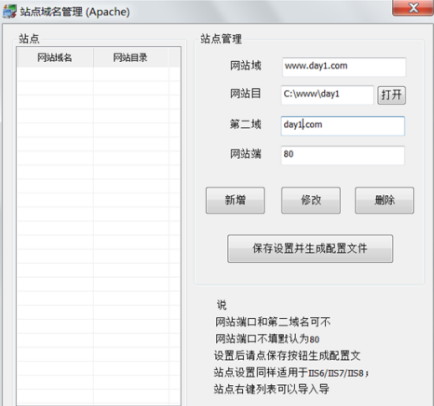 站点域名管理 (Apache)
站点
网站域名 网站目录
站点管理
网站域 www.day1.com
网站目 C:\www\day1 打开
第二域 day1.com
网站端 80
新增 修改 删除
保存设置并生成配置文件
说
网站端口和第二域名可不
网站端口不填默认为80
设置后请点保存按钮生成配置文
站点设置同样适用于IIS6/IIS7/IIS8;
站点右键列表可以导入导